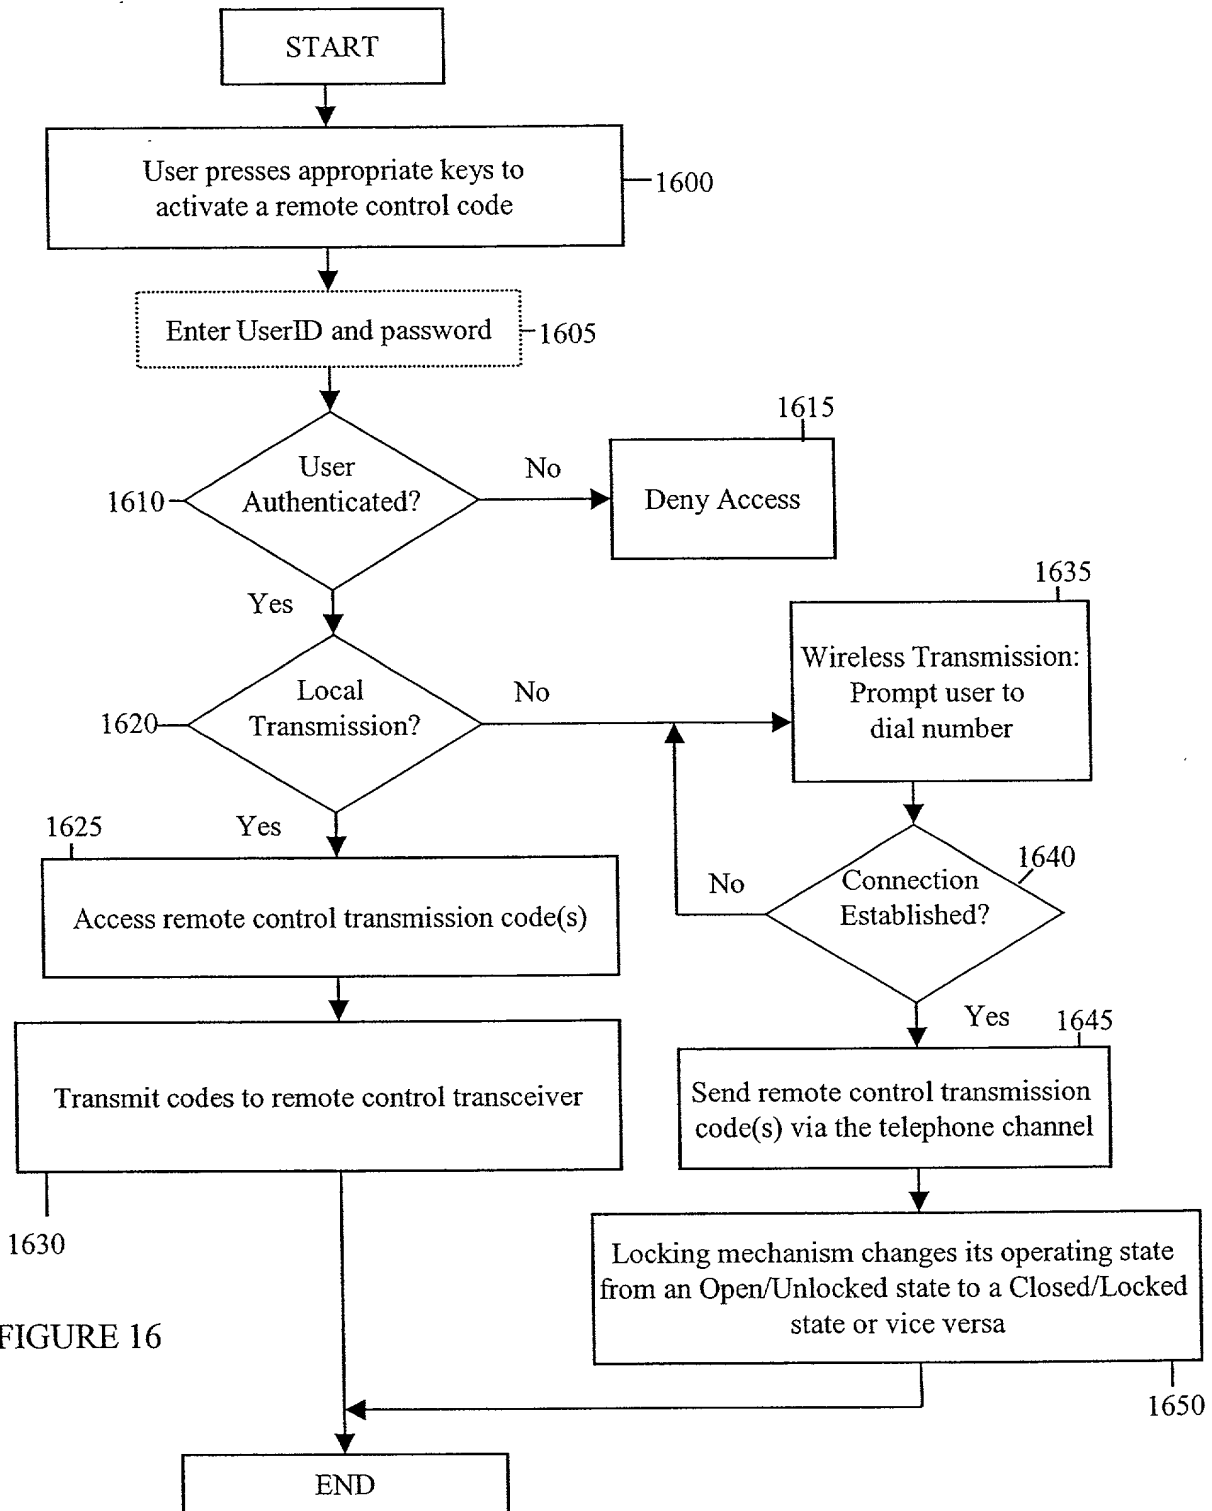 START
User presses appropriate keys to
activate a remote control code
1600
Enter UserID and password
1605
1615
User
Authenticated?
No
1610
Deny Access
1635
Yes
Wireless Transmission:
Prompt user to
dial number
Local
Transmission?
No
1620
1625
Yes
1640
Connection
Established?
No
Access remote control transmission code(s)
Yes
1645
Send remote control transmission
code(s) via the telephone channel
Transmit codes to remote control transceiver
1630
Locking mechanism changes its operating state
from an Open/Unlocked state to a Closed/Locked
state or vice versa
FIGURE 16
1650
END